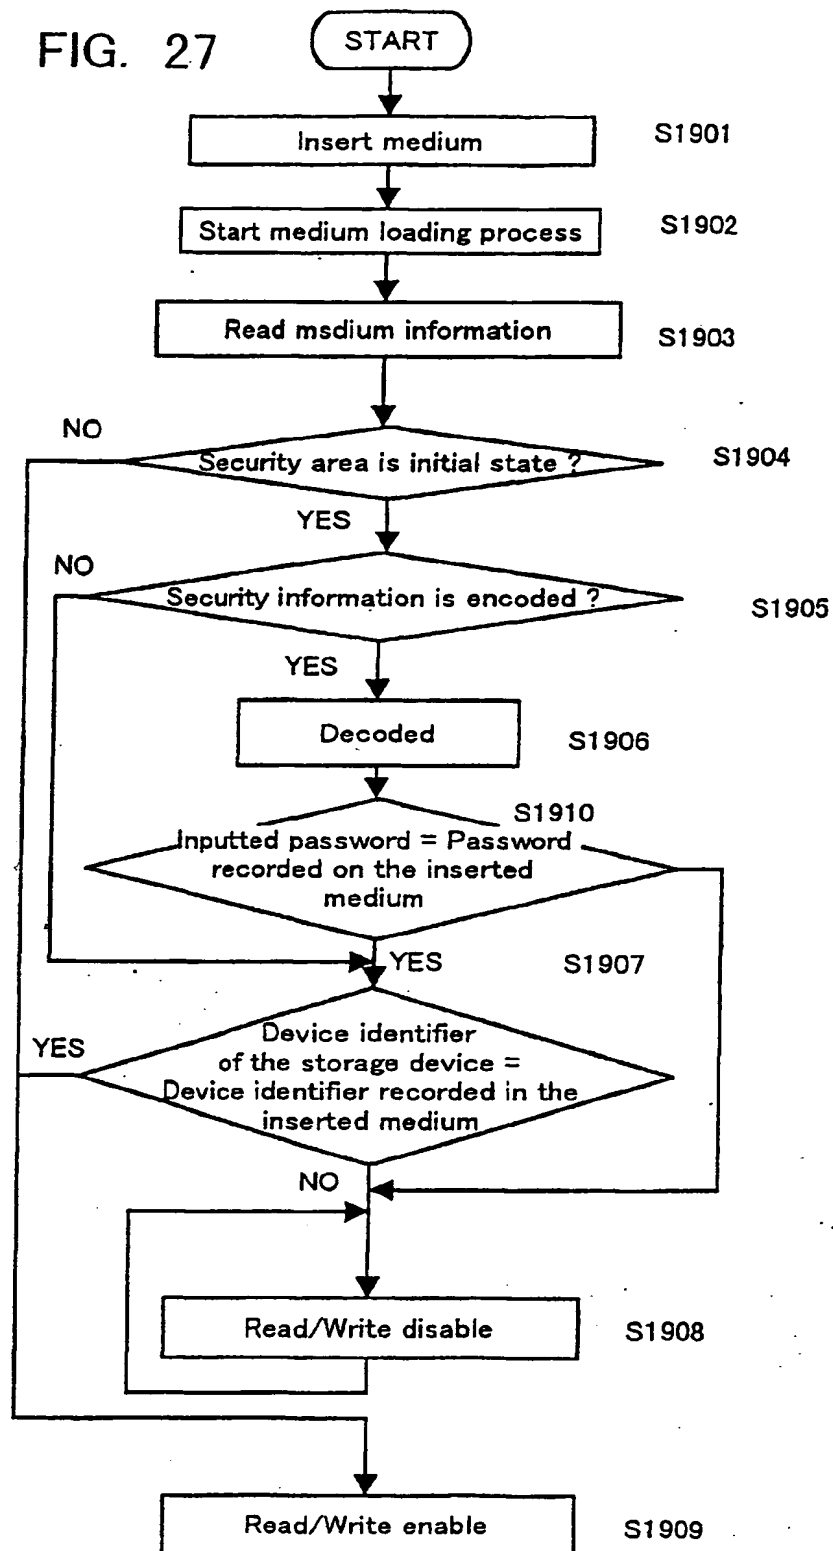 FIG. 27
START
Insert medium
S1901
Start medium loading process
S1902
Read msdium information
S1903
NO
Security area is initial state ?
S1904
YES
NO
Security information is encoded ?
S1905
YES
Decoded
S1906
S1910
Inputted password = Password
recorded on the inserted
medium
YES
S1907
YES
Device identifier
of the storage device =
Device identifier recorded in the
inserted medium
NO
Read/Write disable
S1908
Read/Write enable
S1909